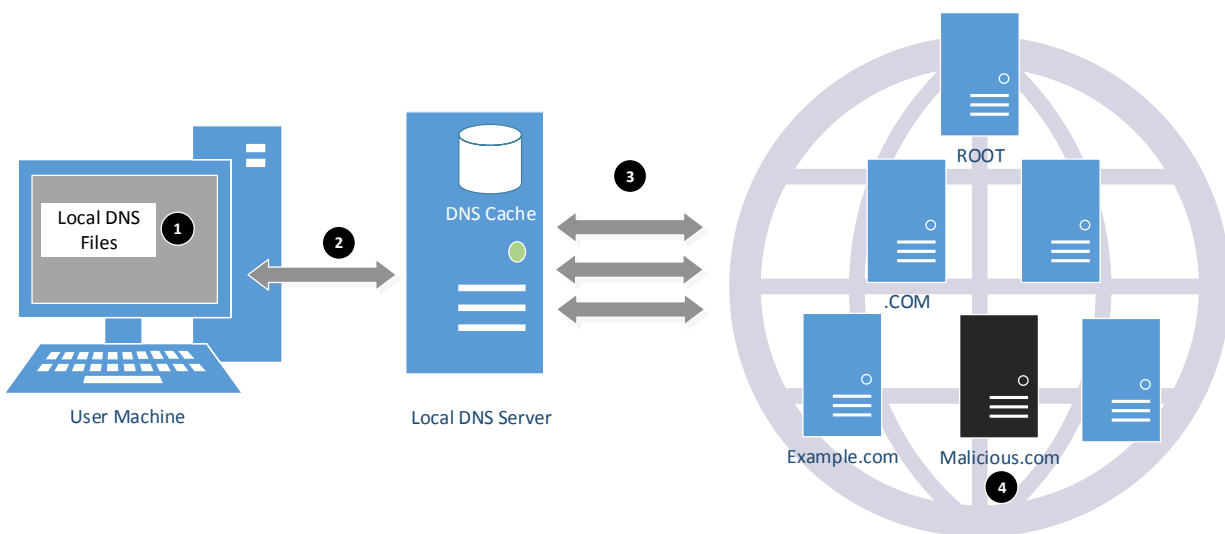 Local DNS
Files
1
User Machine
2
DNS Cache
Local DNS Server
3
ROOT
.COM
Example.com
Malicious.com
4